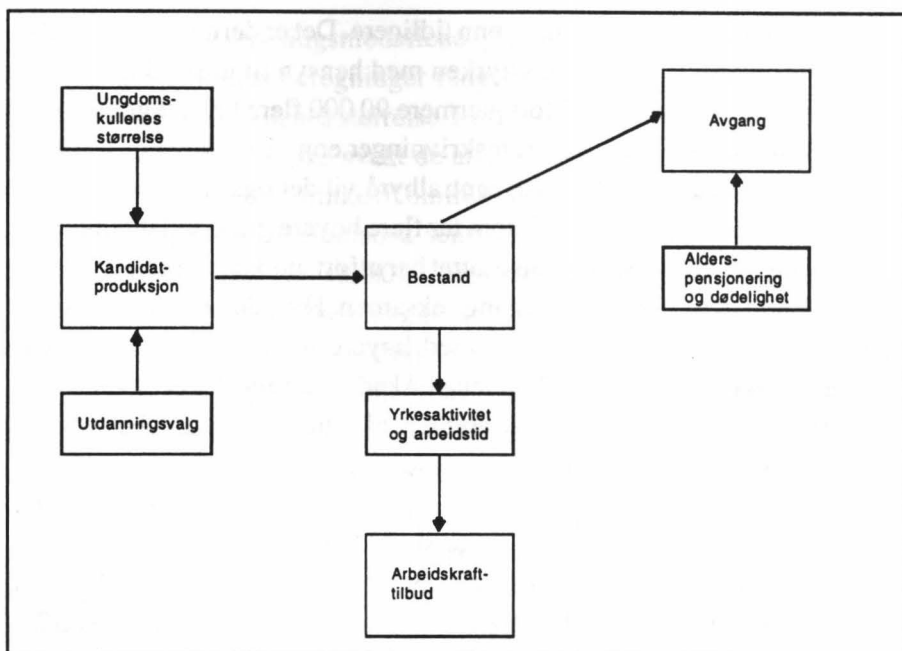 Ungdoms-
kullenes
størrelse
Avgang
Kandidat-
produksjon
Bestand
Alders-
pensjonering
og dødelighet
Utdanningsvalg
Yrkesaktivitet
og arbeidstid
Arbeidskraft-
tilbud